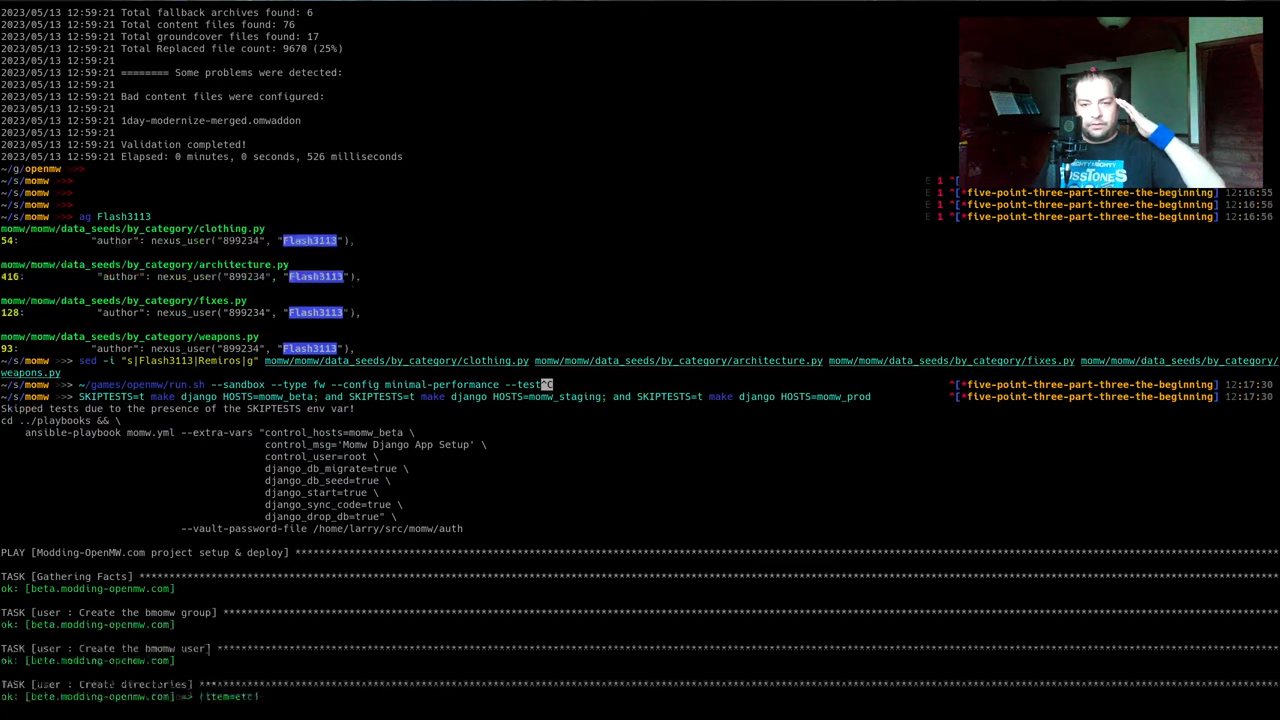 2023/05/13 12:59:21 Total fallback archives found: 6
2023/05/13 12:59:21 Total content files found: 76
2023/05/13 12:59:21 Total groundcover files found: 17
2023/05/13 12:59:21 Total Replaced file count: 9670 (25%)
2023/05/13 12:59:21
2023/05/13 12:59:21 ======== Some problems were detected:
2023/05/13 12:59:21
2023/05/13 12:59:21 Bad content files were configured:
2023/05/13 12:59:21
2023/05/13 12:59:21 1day-modernize-merged.omwaddon
2023/05/13 12:59:21
2023/05/13 12:59:21 Validation completed!
2023/05/13 12:59:21 Elapsed: 0 minutes, 0 seconds, 526 milliseconds
~/g/openmw >>>
~/s/momw >>> E 1 ^[
~/s/momw >>> E 1 ^[*five-point-three-part-three-the-beginning] 12:16:55
~/s/momw >>> E 1 ^[*five-point-three-part-three-the-beginning] 12:16:56
~/s/momw >>> ag Flash3113 E 1 ^[*five-point-three-part-three-the-beginning] 12:16:56
momw/momw/data_seeds/by_category/clothing.py
54: "author": nexus_user("899234", "Flash3113"),
momw/momw/data_seeds/by_category/architecture.py
416: "author": nexus_user("899234", "Flash3113"),
momw/momw/data_seeds/by_category/fixes.py
128: "author": nexus_user("899234", "Flash3113"),
momw/momw/data_seeds/by_category/weapons.py
93: "author": nexus_user("899234", "Flash3113"),
~/s/momw >>> sed -i "s|Flash3113|Remiros|g" momw/momw/data_seeds/by_category/clothing.py momw/momw/data_seeds/by_category/architecture.py momw/momw/data_seeds/by_category/fixes.py momw/momw/data_seeds/by_category/
weapons.py
~/s/momw >>> ~/games/openmw/run.sh --sandbox --type fw --config minimal-performance --test^C ^[*five-point-three-part-three-the-beginning] 12:17:30
~/s/momw >>> SKIPTESTS=t make django HOSTS=momw_beta; and SKIPTESTS=t make django HOSTS=momw_staging; and SKIPTESTS=t make django HOSTS=momw_prod ^[*five-point-three-part-three-the-beginning] 12:17:30
Skipped tests due to the presence of the SKIPTESTS env var!
cd ../playbooks && \
ansible-playbook momw.yml --extra-vars "control_hosts=momw_beta \
control_msg='Momw Django App Setup' \
control_user=root \
django_db_migrate=true \
django_db_seed=true \
django_start=true \
django_sync_code=true \
django_drop_db=true" \
--vault-password-file /home/larry/src/momw/auth
PLAY [Modding-OpenMW.com project setup & deploy] ****************************
TASK [Gathering Facts] ****************************
ok: [beta.modding-openmw.com]
TASK [user : Create the bmomw group] ****************************
ok: [beta.modding-openmw.com]
TASK [user : Create the bmomw user] ****************************
ok: [beta.modding-openmw.com]
TASK [user : Create directories] ****************************
ok: [beta.modding-openmw.com] => (item=etc)